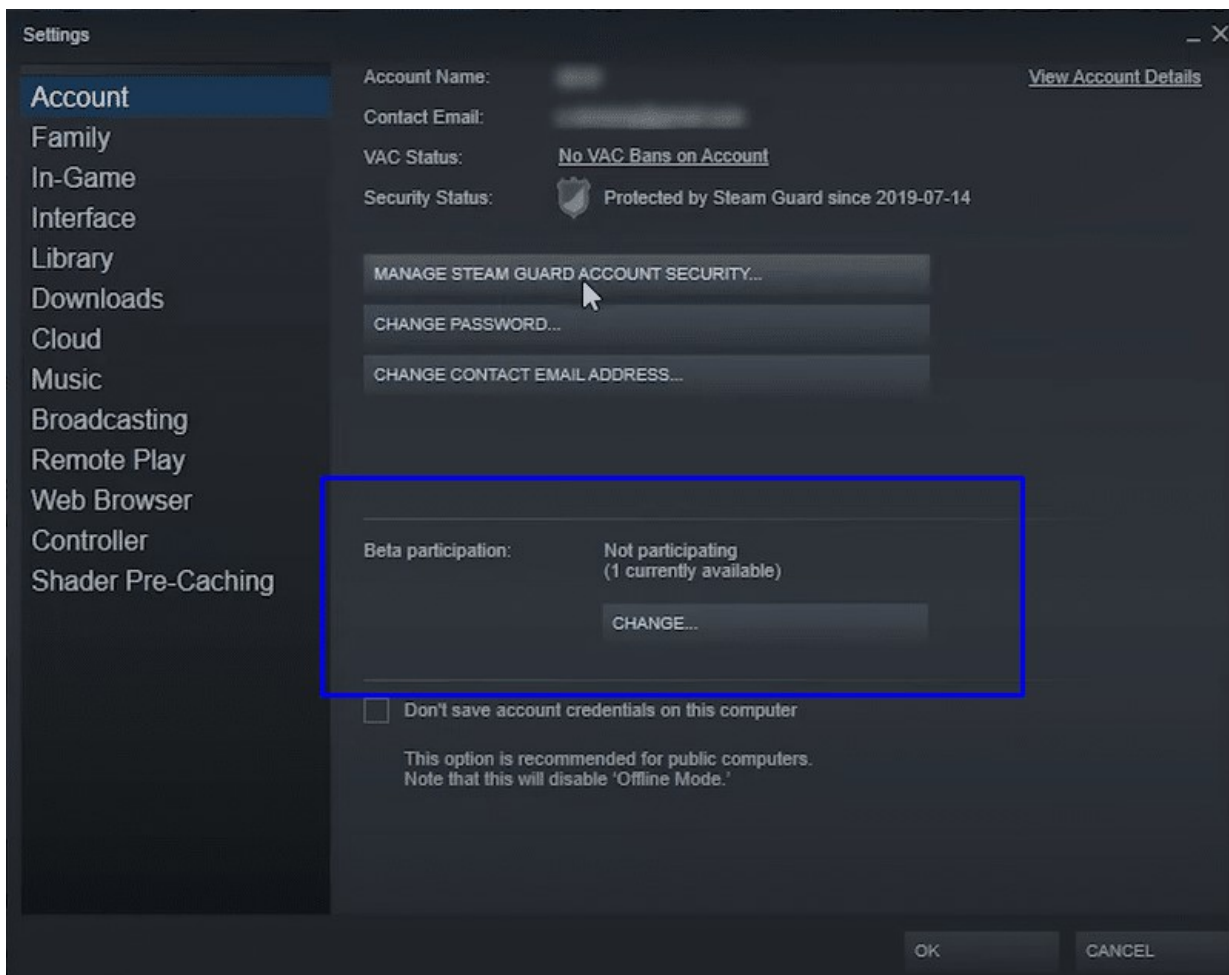 Settings
Account
Family
In-Game
Interface
Library
Downloads
Cloud
Music
Broadcasting
Remote Play
Web Browser
Controller
Shader Pre-Caching
Account Name:
View Account Details
Contact Email:
VAC Status: No VAC Bans on Account
Security Status: Protected by Steam Guard since 2019-07-14
MANAGE STEAM GUARD ACCOUNT SECURITY...
CHANGE PASSWORD...
CHANGE CONTACT EMAIL ADDRESS...
Beta participation: Not participating
(1 currently available)
CHANGE...
Don't save account credentials on this computer
This option is recommended for public computers.
Note that this will disable 'Offline Mode.'
OK CANCEL